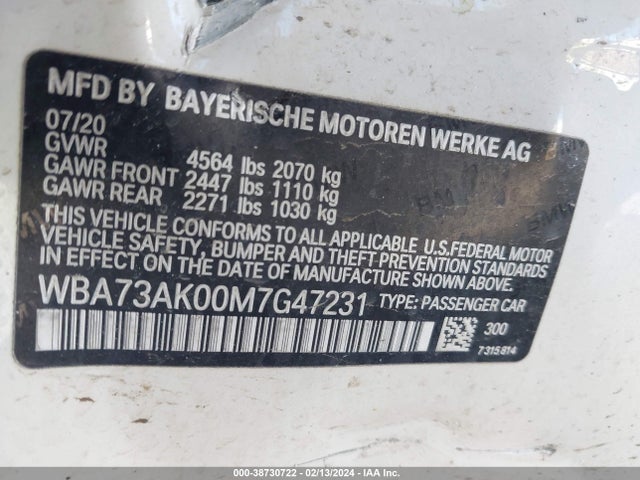 MFD BY BAYERISCHE MOTOREN WERKE AG
07/20
GVWR 4564 lbs 2070 kg
GAWR FRONT 2447 lbs 1110 kg
GAWR REAR 2271 lbs 1030 kg
THIS VEHICLE CONFORMS TO ALL APPLICABLE U.S.FEDERAL MOTOR
VEHICLE SAFETY, BUMPER AND THEFT PREVENTION STANDARDS
IN EFFECT ON THE DATE OF MANUFACTURE SHOWN ABOVE.
WBA73AK00M7G47231 TYPE: PASSENGER CAR
300
7315814
000-38730722 - 02/13/2024 - IAA Inc.